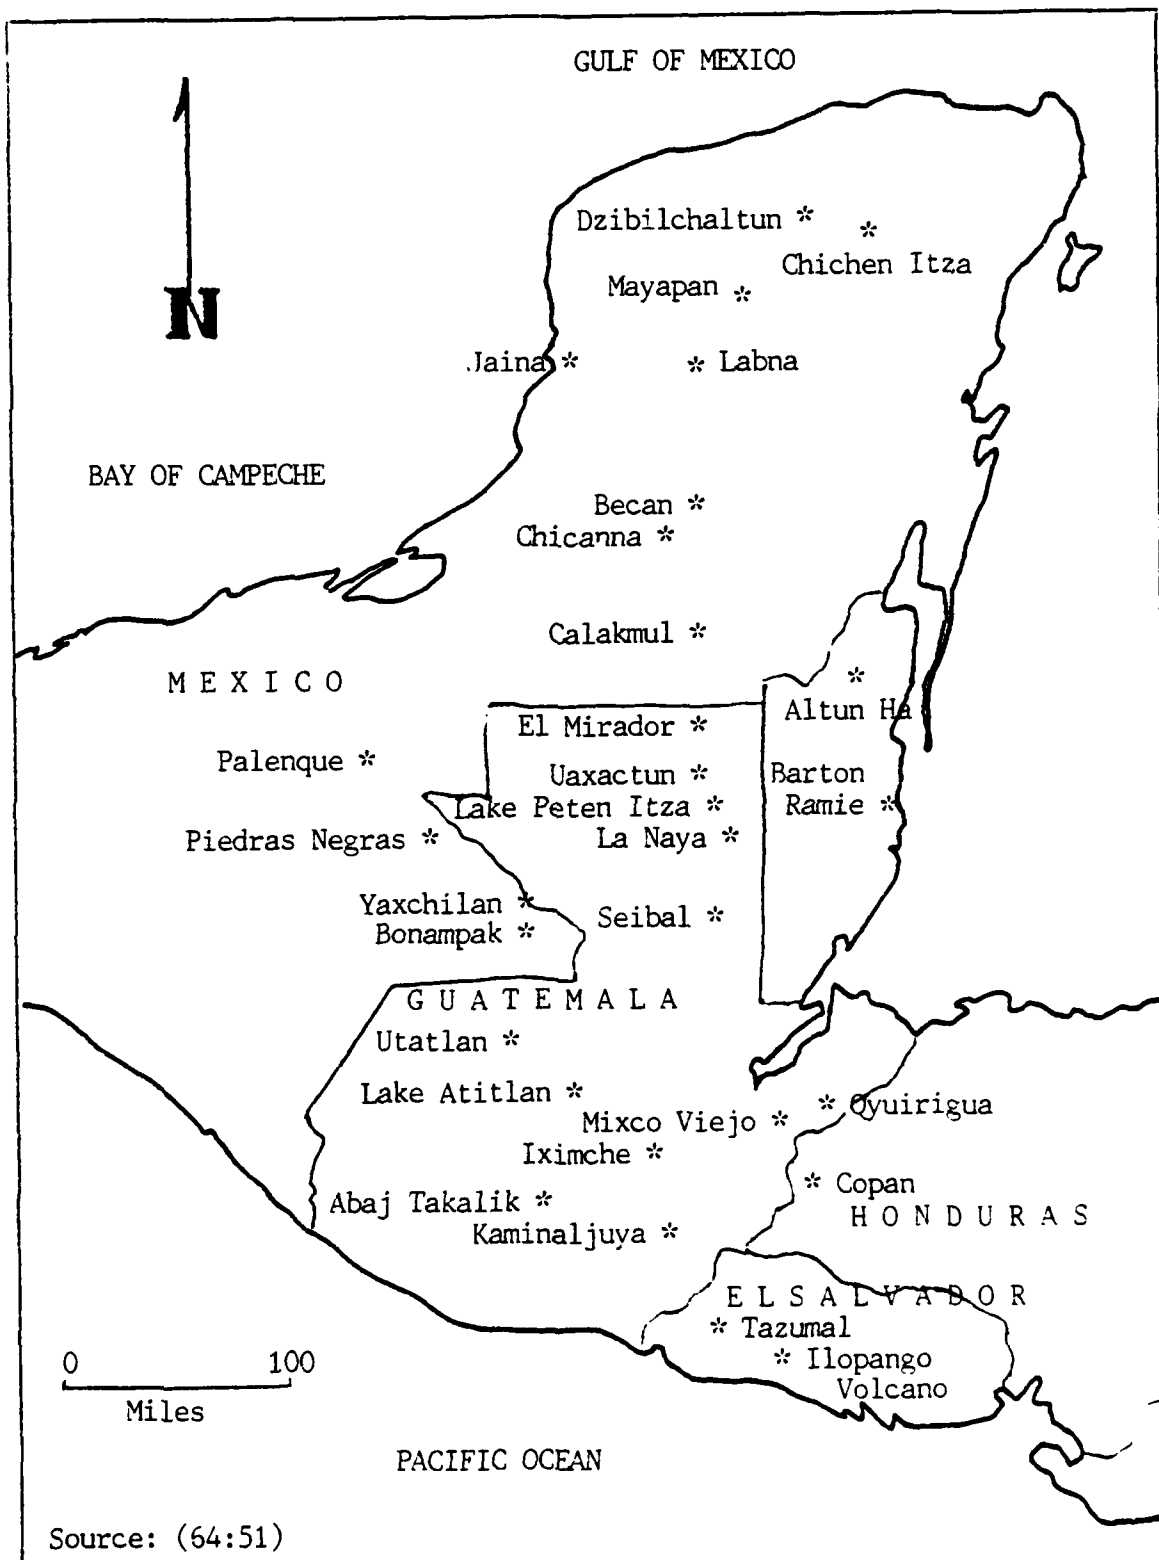 GULF OF MEXICO
N
Dzibilchaltun *
*
Chichen Itza
Mayapan *
Jaina *
* Labna
BAY OF CAMPECHE
Becan *
Chicanna *
Calakmul *
MEXICO
*
Altun Ha
El Mirador *
Palenque *
Uaxactun *
Barton
Ramie *
Lake Peten Itza *
La Naya *
Piedras Negras *
Yaxchilan *
Bonampak *
Seibal *
GUATEMALA
Utatlan *
Lake Atitlan *
* Qyuirigua
Mixco Viejo *
Iximche *
* Copan
HONDURAS
Abaj Takalik *
Kaminaljuya *
ELSALVADOR
* Tazumal
* Ilopango
Volcano
0 100
Miles
PACIFIC OCEAN
Source: (64:51)